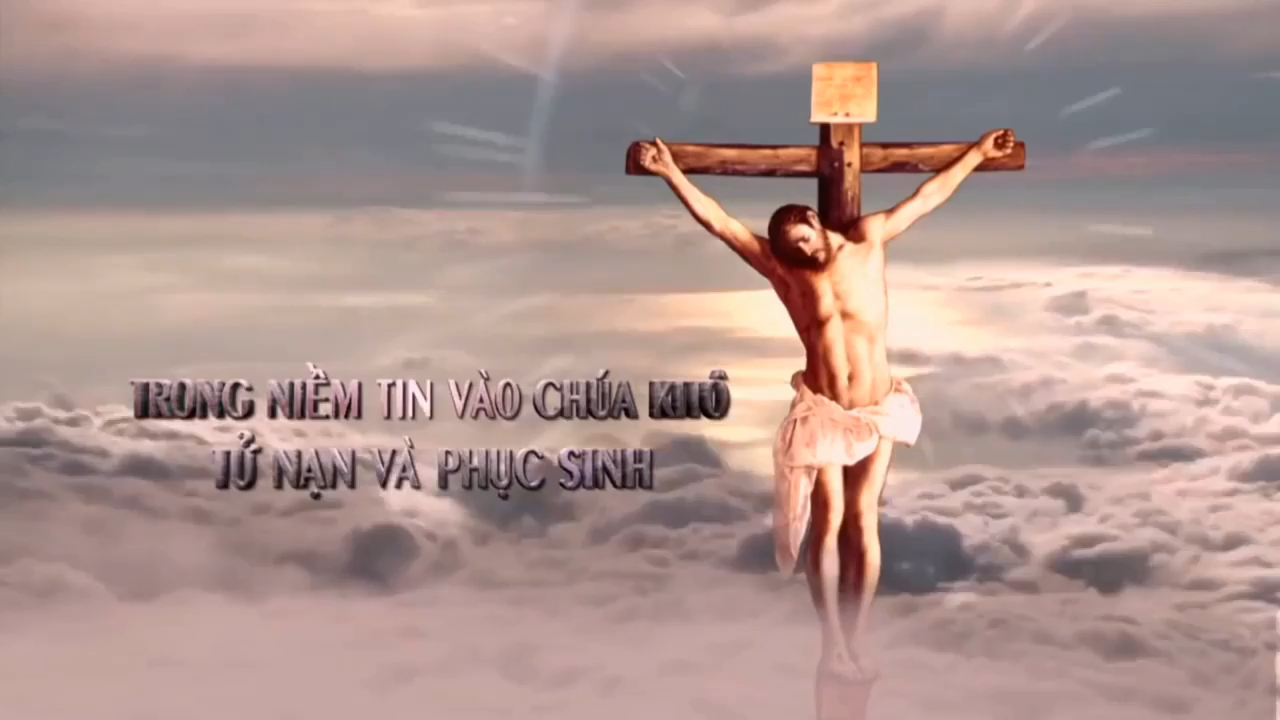 TRONG NIỀM TIN VÀO CHÚA KITÔ
TỬ NẠN VÀ PHỤC SINH